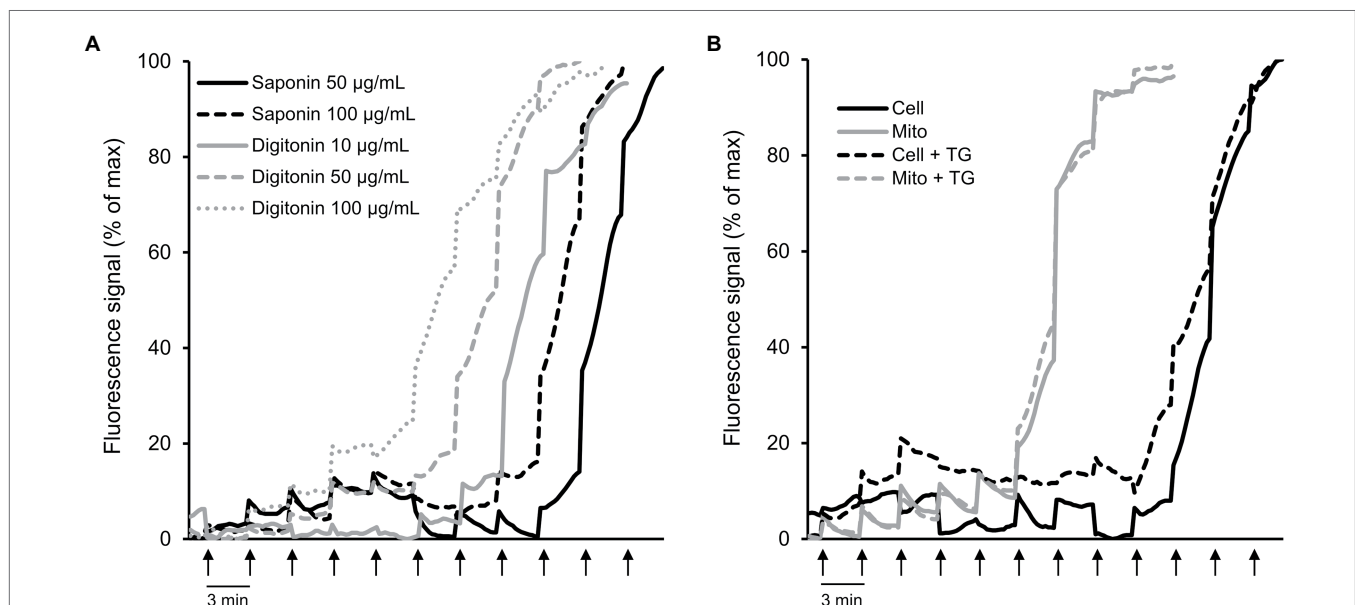 A
Fluorescence signal (% of max)
100
80
60
40
20
0
Saponin 50 µg/mL
Saponin 100 µg/mL
Digitonin 10 µg/mL
Digitonin 50 µg/mL
Digitonin 100 µg/mL
3 min
B
Fluorescence signal (% of max)
100
80
60
40
20
0
Cell
Mito
Cell + TG
Mito + TG
3 min